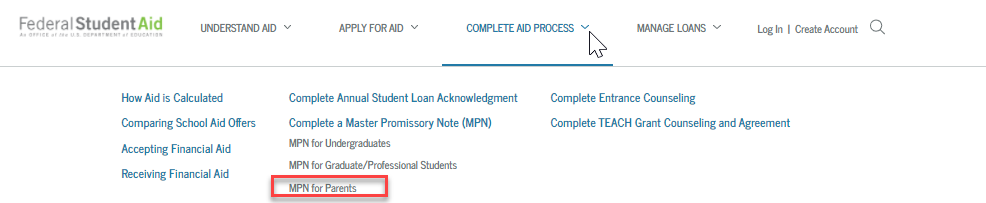 Federal Student Aid
An OFFICE of the U.S. DEPARTMENT of EDUCATION
UNDERSTAND AID
APPLY FOR AID
COMPLETE AID PROCESS
MANAGE LOANS
Log In | Create Account
How Aid is Calculated
Comparing School Aid Offers
Accepting Financial Aid
Receiving Financial Aid
Complete Annual Student Loan Acknowledgment
Complete a Master Promissory Note (MPN)
MPN for Undergraduates
MPN for Graduate/Professional Students
MPN for Parents
Complete Entrance Counseling
Complete TEACH Grant Counseling and Agreement